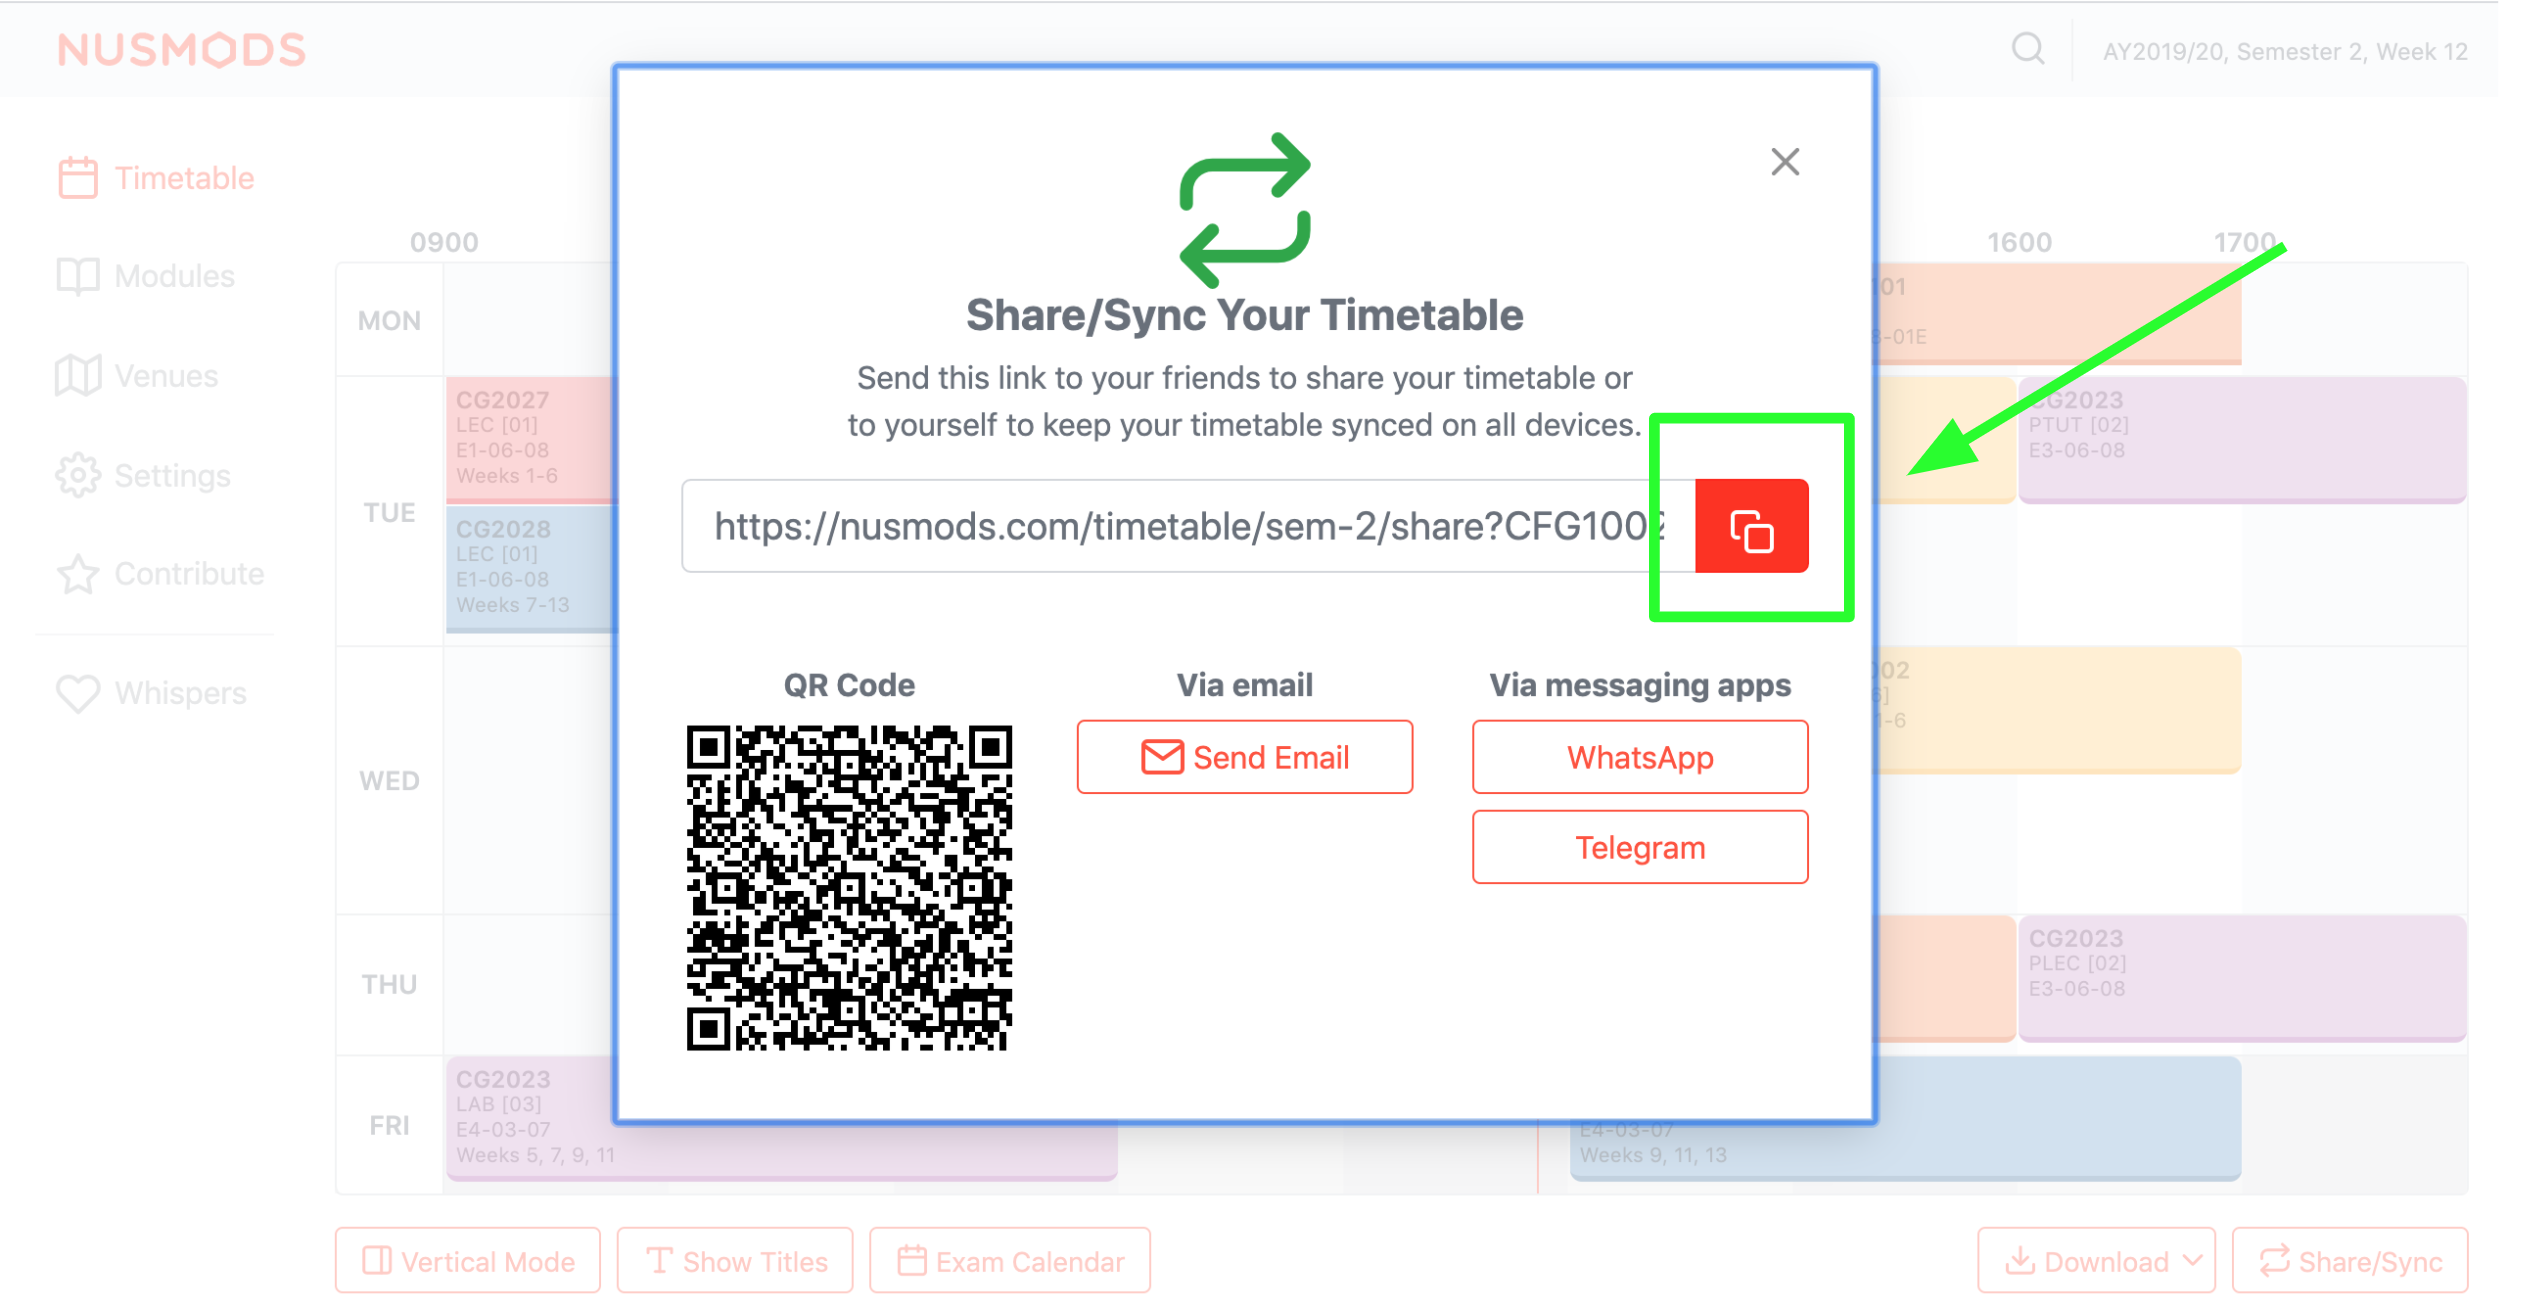 NUSMODS
AY2019/20, Semester 2, Week 12
Timetable
Modules
Venues
Settings
Contribute
Whispers
0900
1600
1700
MON
TUE
WED
THU
FRI
CG2027
LEC [01]
E1-06-08
Weeks 1-6
CG2028
LEC [01]
E1-06-08
Weeks 7-13
01
-01E
CG2023
PTUT [02]
E3-06-08
002
]
1-6
CG2023
PLEC [02]
E3-06-08
CG2023
LAB [03]
E4-03-07
Weeks 5, 7, 9, 11
E4-03-07
Weeks 9, 11, 13
Share/Sync Your Timetable
Send this link to your friends to share your timetable or
to yourself to keep your timetable synced on all devices.
https://nusmods.com/timetable/sem-2/share?CFG1002
QR Code
Via email
Send Email
Via messaging apps
WhatsApp
Telegram
Vertical Mode
Show Titles
Exam Calendar
Download
Share/Sync